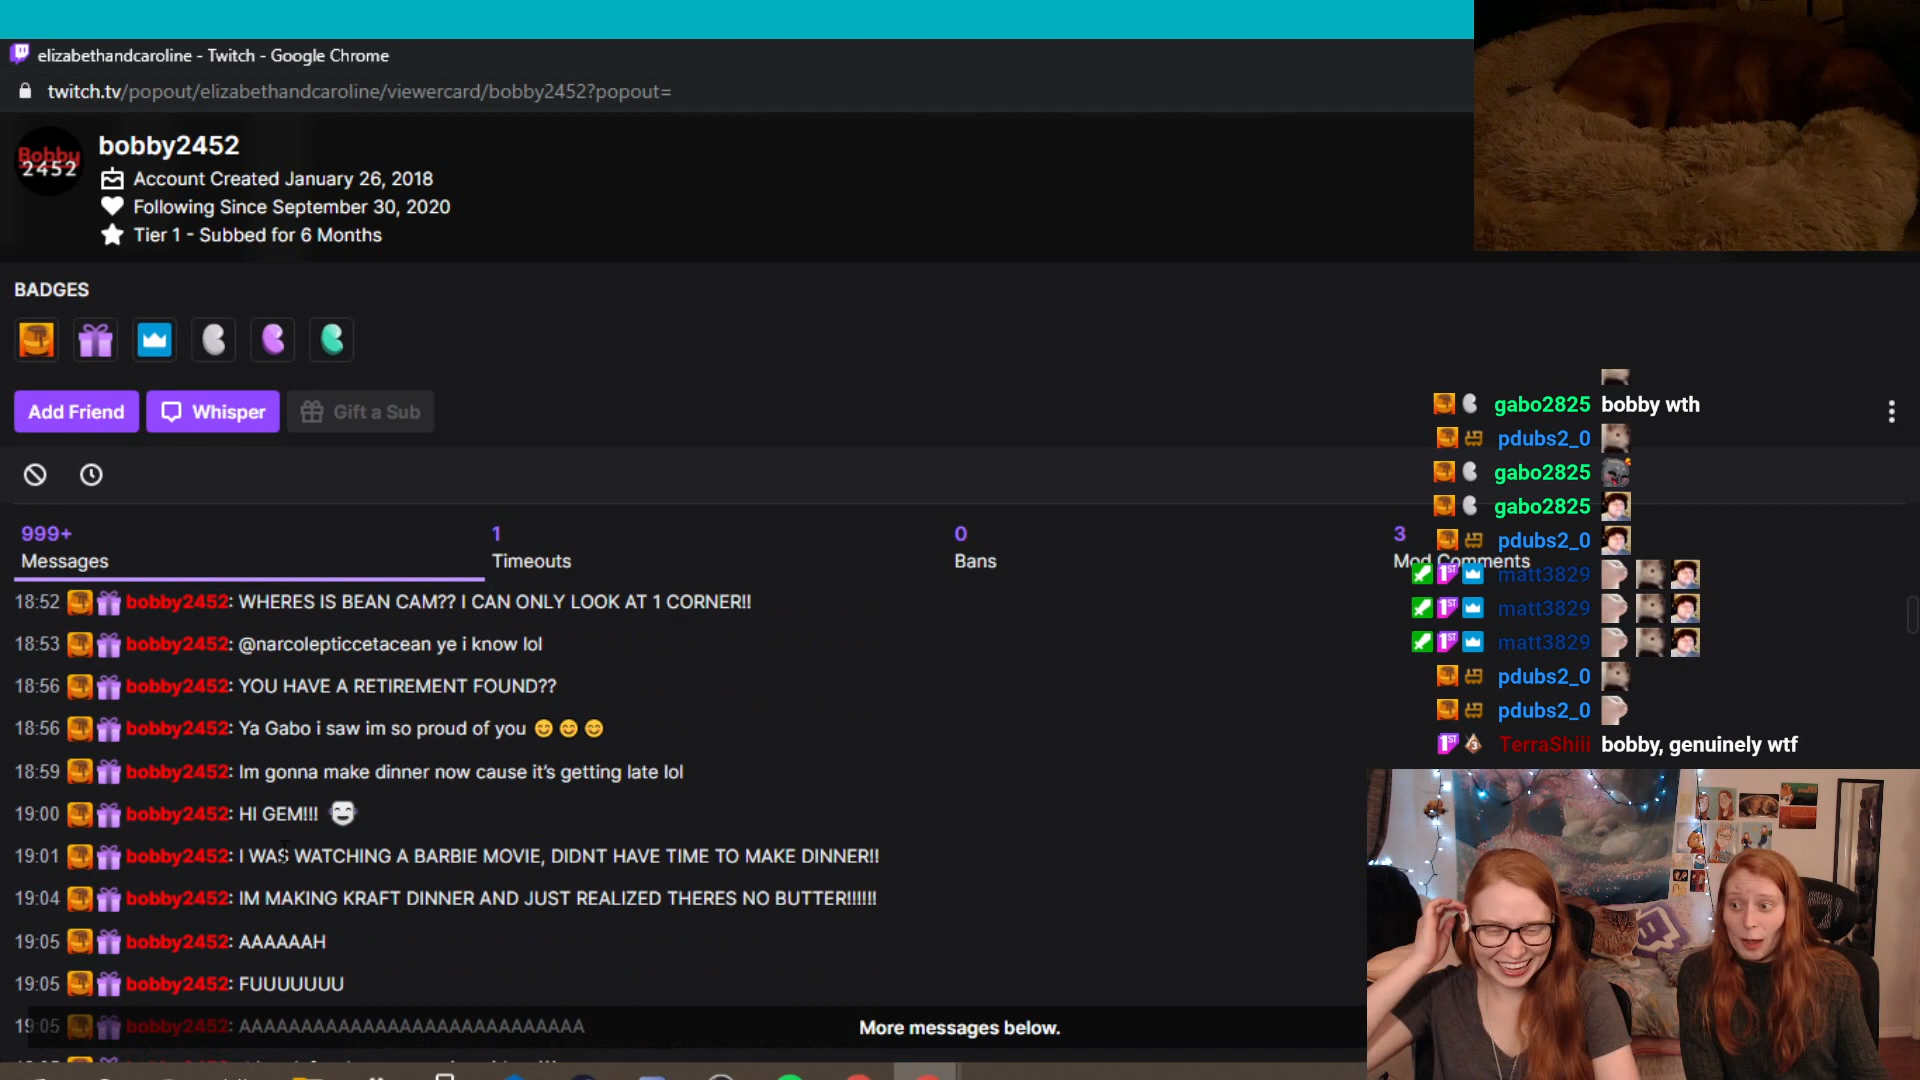 elizabethandcaroline - Twitch - Google Chrome
twitch.tv/popout/elizabethandcaroline/viewercard/bobby2452?popout=
Bobby
2452
bobby2452
Account Created January 26, 2018
Following Since September 30, 2020
Tier 1 - Subbed for 6 Months
BADGES
Add Friend
Whisper
Gift a Sub
999+
Messages
1
Timeouts
0
Bans
3
Mod Comments
18:52 bobby2452: WHERES IS BEAN CAM?? I CAN ONLY LOOK AT 1 CORNER!!
18:53 bobby2452: @narcolepticcetacean ye i know lol
18:56 bobby2452: YOU HAVE A RETIREMENT FOUND??
18:56 bobby2452: Ya Gabo i saw im so proud of you 😊 😊 😊
18:59 bobby2452: Im gonna make dinner now cause it's getting late lol
19:00 bobby2452: HI GEM!!!
19:01 bobby2452: I WAS WATCHING A BARBIE MOVIE, DIDNT HAVE TIME TO MAKE DINNER!!
19:04 bobby2452: IM MAKING KRAFT DINNER AND JUST REALIZED THERES NO BUTTER!!!!!!
19:05 bobby2452: AAAAAAH
19:05 bobby2452: FUUUUUUU
19:05 bobby2452: AAAAAAAAAAAAAAAAAAAAAAAAAAAA
More messages below.
gabo2825 bobby wth
pdubs2_0
gabo2825
gabo2825
pdubs2_0
1ST matt3829
1ST matt3829
1ST matt3829
pdubs2_0
pdubs2_0
1ST 3 TerraShiii bobby, genuinely wtf